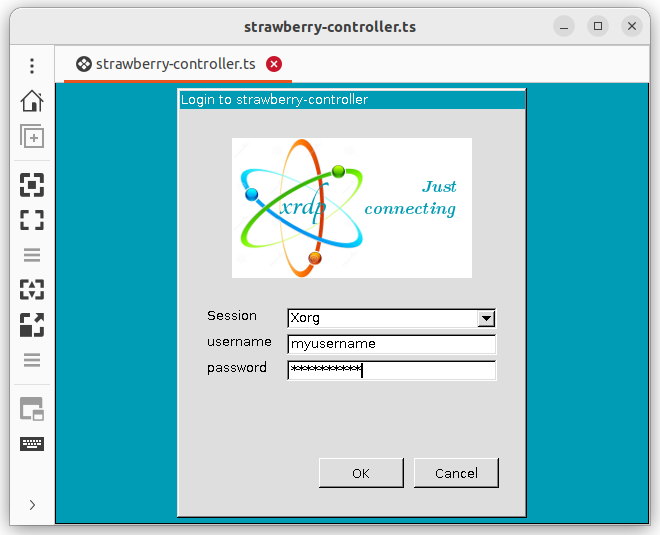 strawberry-controller.ts
strawberry-controller.ts
Login to strawberry-controller
xrdp
Just
connecting
Session
Xorg
username
myusername
password
**********
OK
Cancel